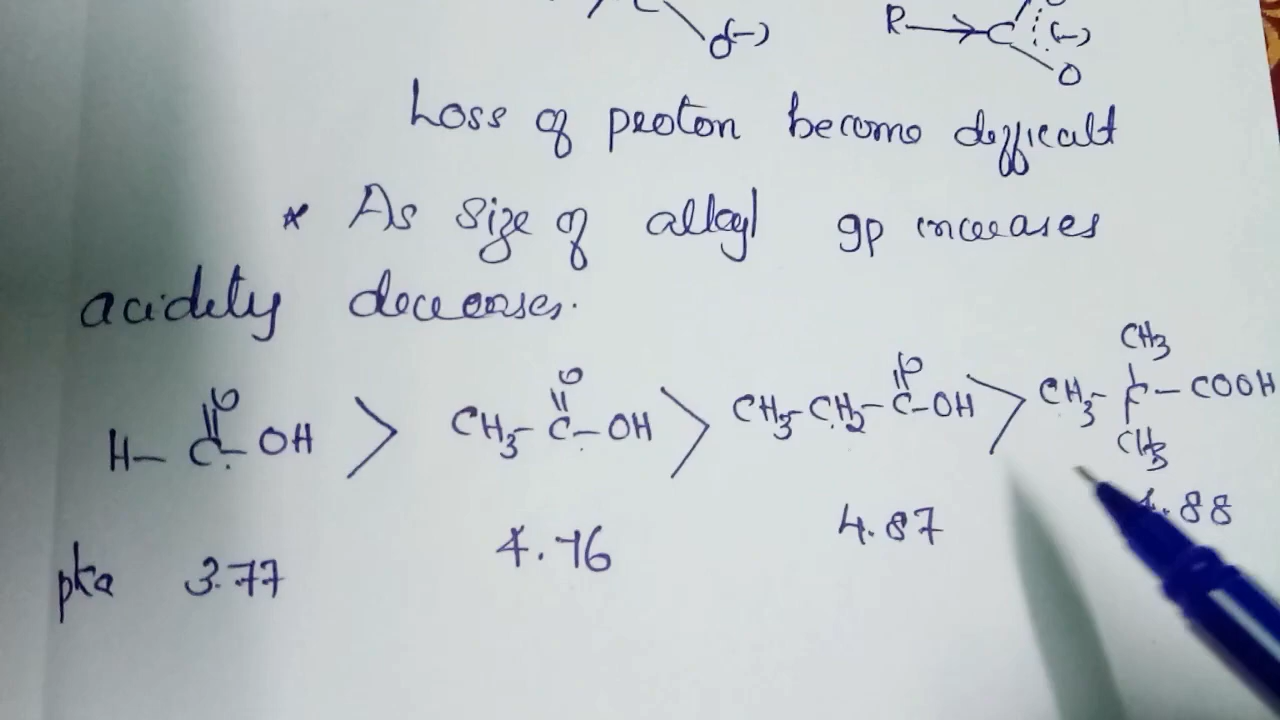 O(-)
R C (-)
O
Loss of proton become difficult
* As size of alkyl gp increases
acidity decreases.
CH3
H- C - OH > CH3- C - OH > CH3- CH2- C - OH > CH3- C - COOH
O O O
CH3
pka 3.77 4.76 4.87 4.88